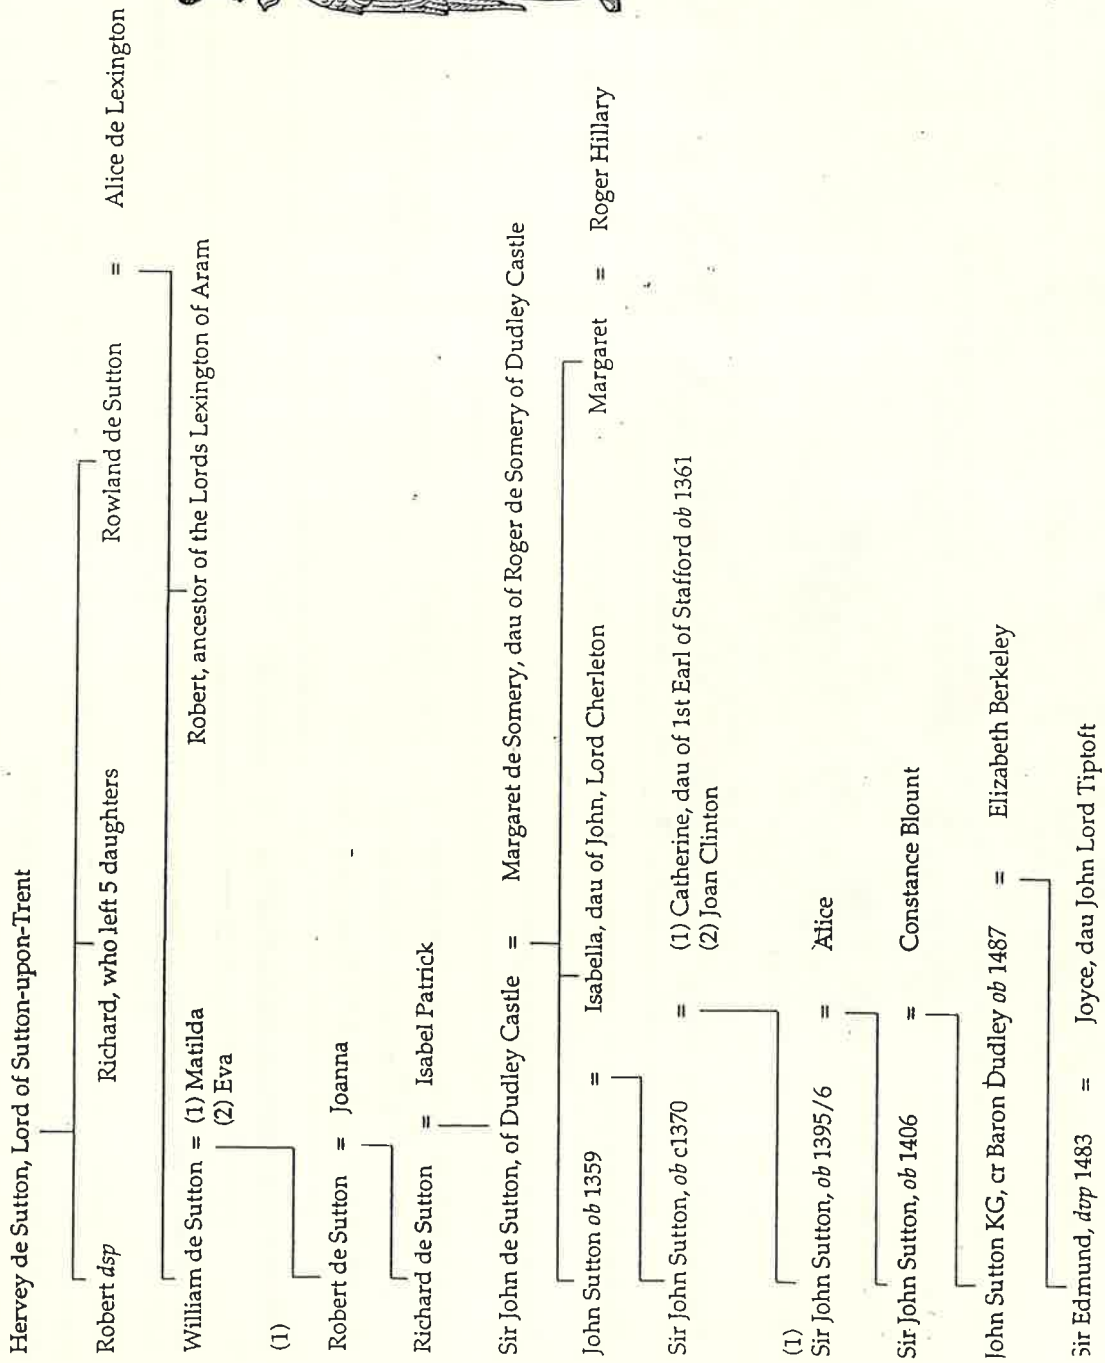 Hervey de Sutton, Lord of Sutton-upon-Trent
Robert dsp
Richard, who left 5 daughters
Rowland de Sutton = Alice de Lexington
William de Sutton = (1) Matilda
(2) Eva
Robert, ancestor of the Lords Lexington of Aram
(1)
Robert de Sutton = Joanna
Richard de Sutton = Isabel Patrick
Sir John de Sutton, of Dudley Castle = Margaret de Somery, dau of Roger de Somery of Dudley Castle
John Sutton ob 1359 = Isabella, dau of John, Lord Cherleton
Margaret = Roger Hillary
Sir John Sutton, ob c1370 = (1) Catherine, dau of 1st Earl of Stafford ob 1361
(2) Joan Clinton
(1)
Sir John Sutton, ob 1395/6 = Alice
Sir John Sutton, ob 1406 = Constance Blount
John Sutton KG, cr Baron Dudley ob 1487 = Elizabeth Berkeley
Sir Edmund, dvp 1483 = Joyce, dau John Lord Tiptoft